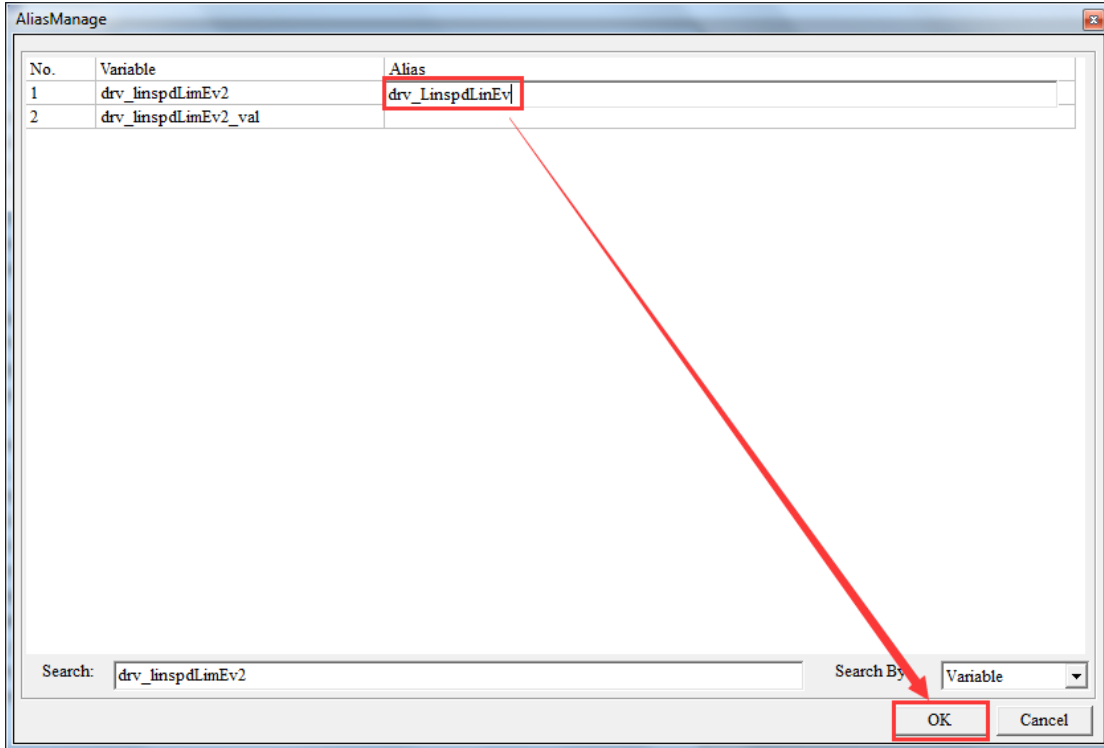 AliasManage
No. Variable Alias
1 drv_linspdLimEv2 drv_LinspdLinEv
2 drv_linspdLimEv2_val
Search: drv_linspdLimEv2 Search By Variable
OK Cancel